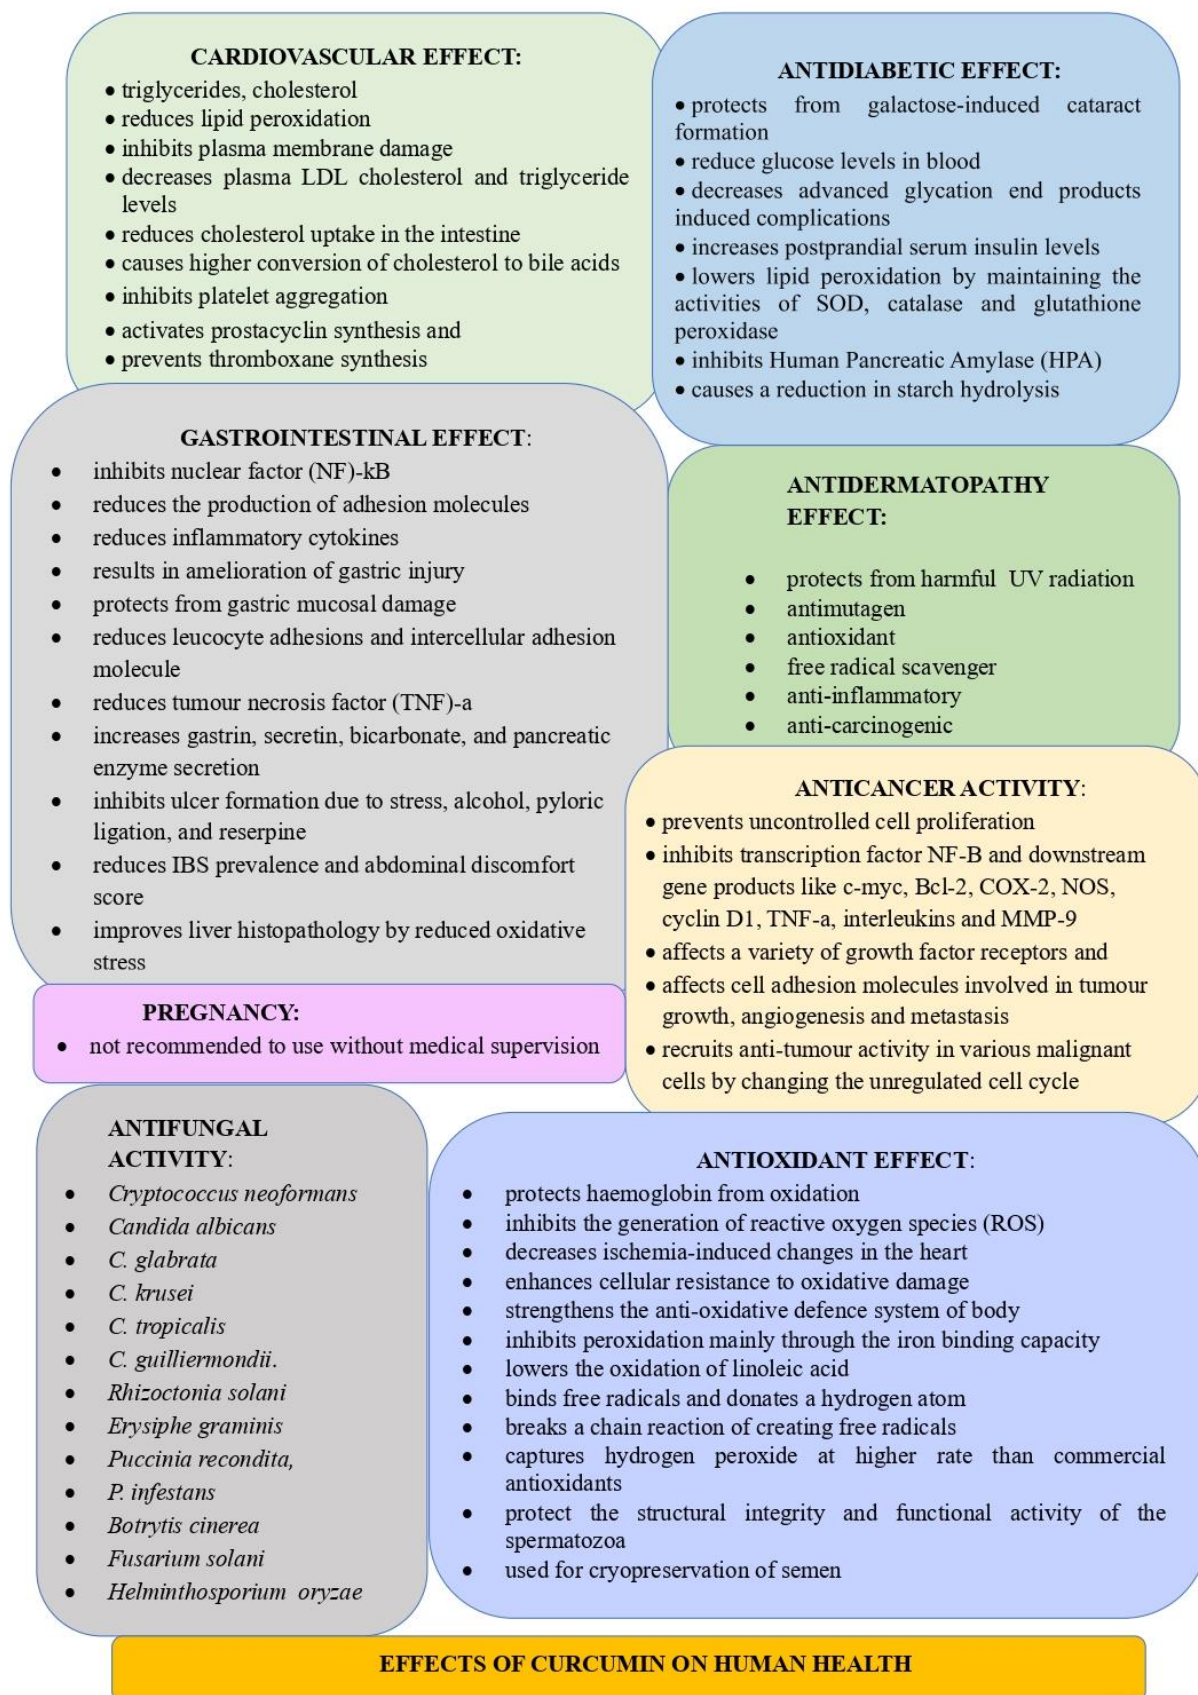 CARDIOVASCULAR EFFECT:
• triglycerides, cholesterol
• reduces lipid peroxidation
• inhibits plasma membrane damage
• decreases plasma LDL cholesterol and triglyceride
levels
• reduces cholesterol uptake in the intestine
• causes higher conversion of cholesterol to bile acids
• inhibits platelet aggregation
• activates prostacyclin synthesis and
• prevents thromboxane synthesis
ANTIDIABETIC EFFECT:
• protects from galactose-induced cataract
formation
• reduce glucose levels in blood
• decreases advanced glycation end products
induced complications
• increases postprandial serum insulin levels
• lowers lipid peroxidation by maintaining the
activities of SOD, catalase and glutathione
peroxidase
• inhibits Human Pancreatic Amylase (HPA)
• causes a reduction in starch hydrolysis
GASTROINTESTINAL EFFECT:
• inhibits nuclear factor (NF)-kB
• reduces the production of adhesion molecules
• reduces inflammatory cytokines
• results in amelioration of gastric injury
• protects from gastric mucosal damage
• reduces leucocyte adhesions and intercellular adhesion
molecule
• reduces tumour necrosis factor (TNF)-a
• increases gastrin, secretin, bicarbonate, and pancreatic
enzyme secretion
• inhibits ulcer formation due to stress, alcohol, pyloric
ligation, and reserpine
• reduces IBS prevalence and abdominal discomfort
score
• improves liver histopathology by reduced oxidative
stress
ANTIDERMATOPATHY
EFFECT:
• protects from harmful UV radiation
• antimutagen
• antioxidant
• free radical scavenger
• anti-inflammatory
• anti-carcinogenic
ANTICANCER ACTIVITY:
• prevents uncontrolled cell proliferation
• inhibits transcription factor NF-B and downstream
gene products like c-myc, Bcl-2, COX-2, NOS,
cyclin D1, TNF-a, interleukins and MMP-9
• affects a variety of growth factor receptors and
• affects cell adhesion molecules involved in tumour
growth, angiogenesis and metastasis
• recruits anti-tumour activity in various malignant
cells by changing the unregulated cell cycle
PREGNANCY:
• not recommended to use without medical supervision
ANTIFUNGAL
ACTIVITY:
• Cryptococcus neoformans
• Candida albicans
• C. glabrata
• C. krusei
• C. tropicalis
• C. guilliermondii.
• Rhizoctonia solani
• Erysiphe graminis
• Puccinia recondita,
• P. infestans
• Botrytis cinerea
• Fusarium solani
• Helminthosporium oryzae
ANTIOXIDANT EFFECT:
• protects haemoglobin from oxidation
• inhibits the generation of reactive oxygen species (ROS)
• decreases ischemia-induced changes in the heart
• enhances cellular resistance to oxidative damage
• strengthens the anti-oxidative defence system of body
• inhibits peroxidation mainly through the iron binding capacity
• lowers the oxidation of linoleic acid
• binds free radicals and donates a hydrogen atom
• breaks a chain reaction of creating free radicals
• captures hydrogen peroxide at higher rate than commercial
antioxidants
• protect the structural integrity and functional activity of the
spermatozoa
• used for cryopreservation of semen
EFFECTS OF CURCUMIN ON HUMAN HEALTH